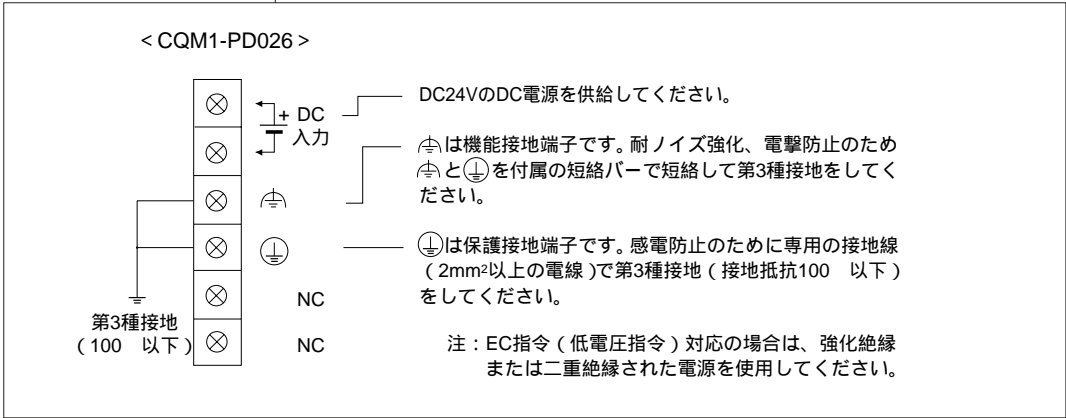 < CQM1-PD026 >
+ DC
入力
DC24VのDC電源を供給してください。
は機能接地端子です。耐ノイズ強化、電撃防止のため
とを付属の短絡バーで短絡して第3種接地をしてく
ださい。
は保護接地端子です。感電防止のために専用の接地線
（2mm²以上の電線）で第3種接地（接地抵抗100　以下）
をしてください。
NC
第3種接地
（100　以下）
NC
注：EC指令（低電圧指令）対応の場合は、強化絶縁
または二重絶縁された電源を使用してください。